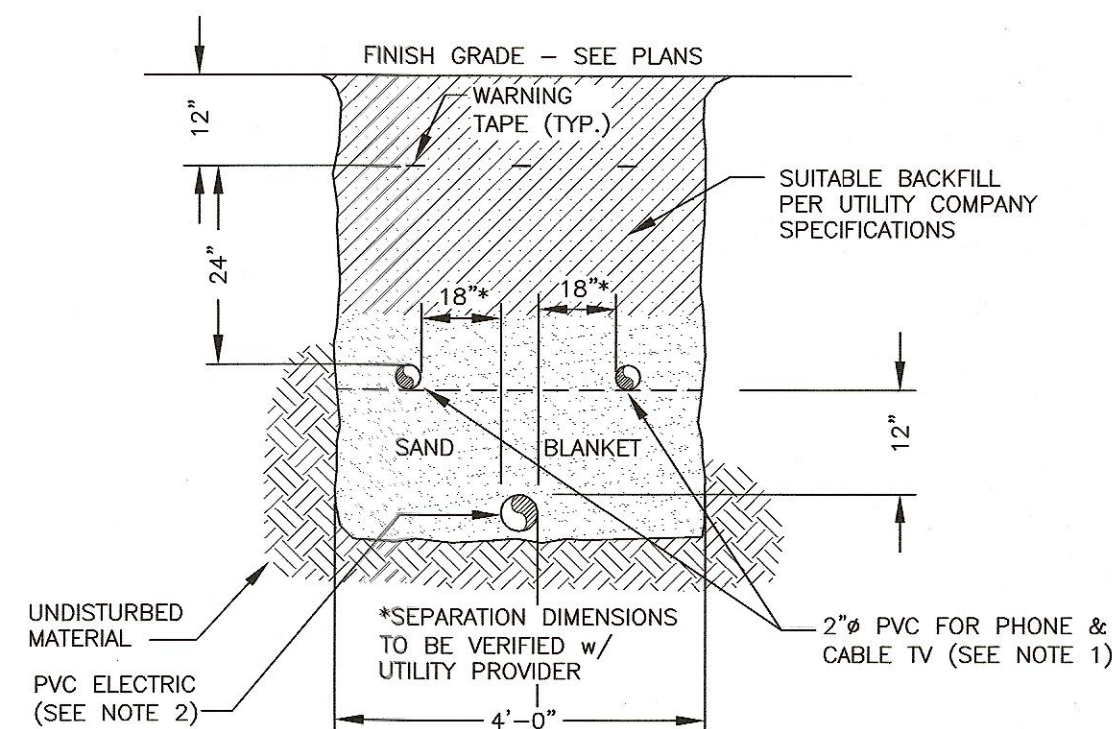 FINISH GRADE – SEE PLANS
WARNING
TAPE (TYP.)
12"
SUITABLE BACKFILL
PER UTILITY COMPANY
SPECIFICATIONS
24"
18"*
18"*
12"
SAND
BLANKET
UNDISTURBED
MATERIAL
*SEPARATION DIMENSIONS
TO BE VERIFIED w/
UTILITY PROVIDER
2"ø PVC FOR PHONE &
CABLE TV (SEE NOTE 1)
PVC ELECTRIC
(SEE NOTE 2)
4'–0"